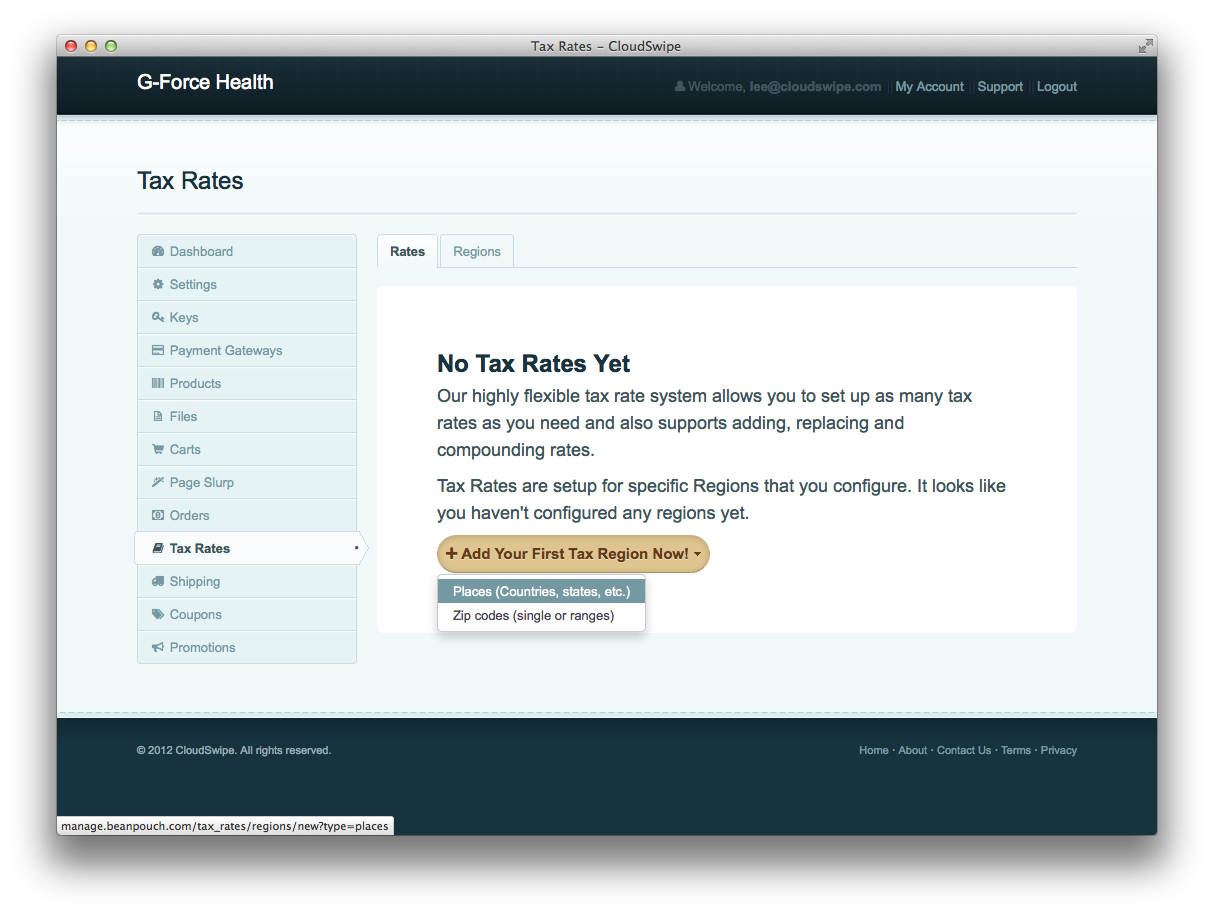 Tax Rates – CloudSwipe
G-Force Health
Welcome, lee@cloudswipe.com My Account Support Logout
Tax Rates
Dashboard
Settings
Keys
Payment Gateways
Products
Files
Carts
Page Slurp
Orders
Tax Rates
Shipping
Coupons
Promotions
Rates Regions
No Tax Rates Yet
Our highly flexible tax rate system allows you to set up as many tax
rates as you need and also supports adding, replacing and
compounding rates.
Tax Rates are setup for specific Regions that you configure. It looks like
you haven't configured any regions yet.
+ Add Your First Tax Region Now!
Places (Countries, states, etc.)
Zip codes (single or ranges)
© 2012 CloudSwipe. All rights reserved.
Home · About · Contact Us · Terms · Privacy
manage.beanpouch.com/tax_rates/regions/new?type=places